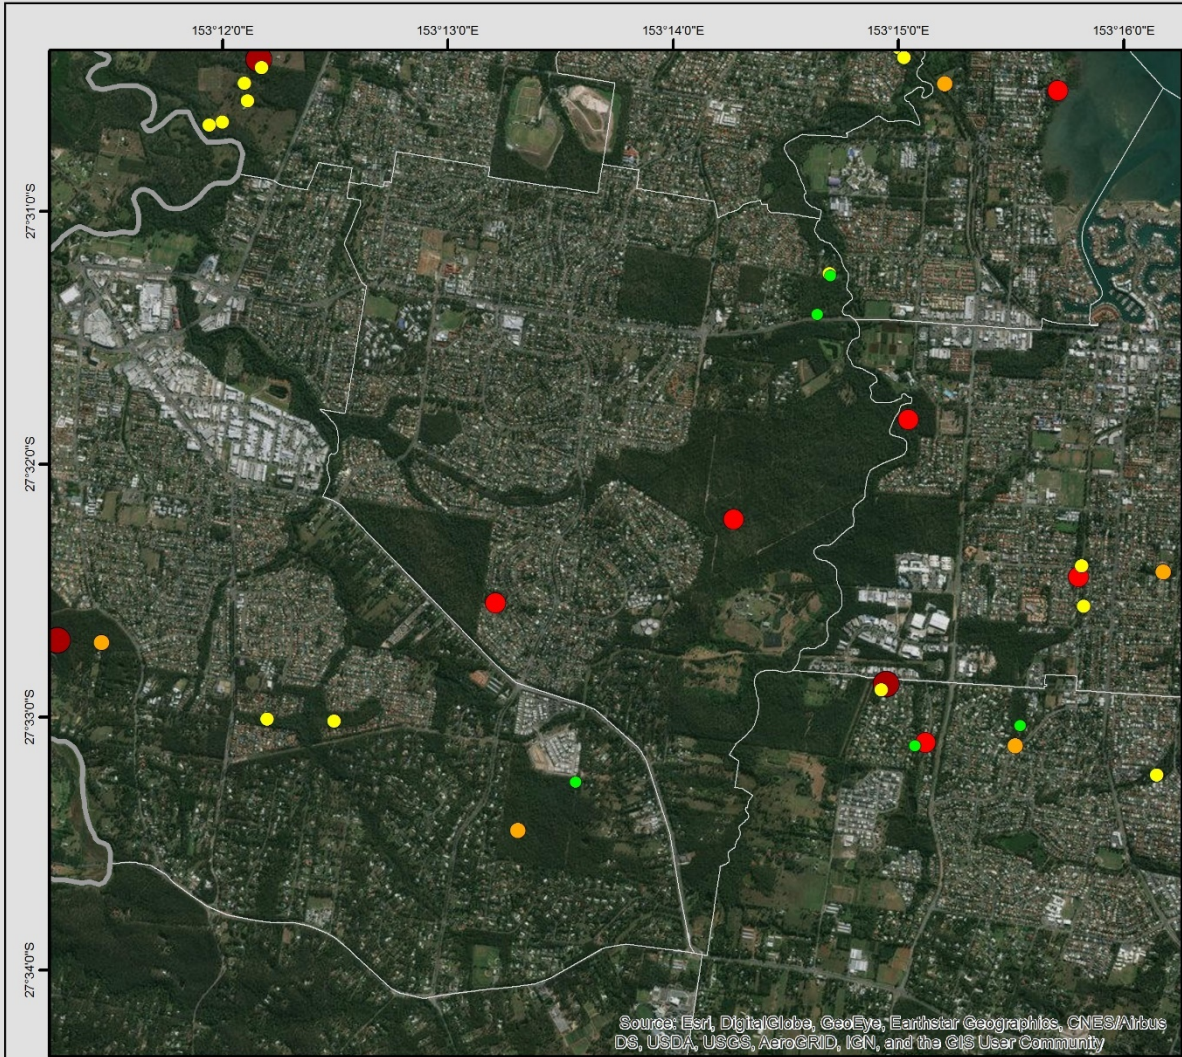 153°12'0"E 153°13'0"E 153°14'0"E 153°15'0"E 153°16'0"E
27°31'0"S
27°32'0"S
27°33'0"S
27°34'0"S
Source: Esri, DigitalGlobe, GeoEye, Earthstar Geographics, CNES/Airbus
DS, USDA, USGS, AeroGRID, IGN, and the GIS User Community